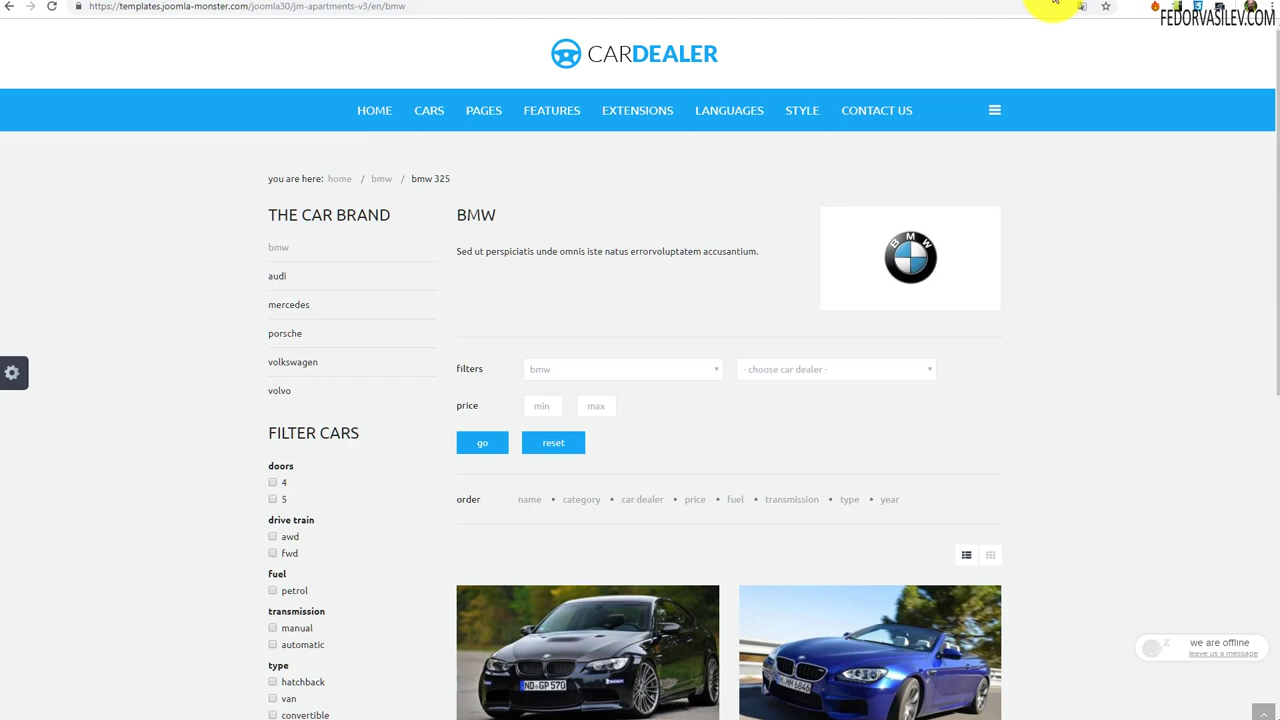 https://templates.joomla-monster.com/joomla30/jm-apartments-v3/en/bmw
FEDORVASILEV.COM
CARDEALER
HOME CARS PAGES FEATURES EXTENSIONS LANGUAGES STYLE CONTACT US
you are here: home / bmw / bmw 325
THE CAR BRAND
bmw
audi
mercedes
porsche
volkswagen
volvo
FILTER CARS
doors
4
5
drive train
awd
fwd
fuel
petrol
transmission
manual
automatic
type
hatchback
van
convertible
BMW
Sed ut perspiciatis unde omnis iste natus errorvoluptatem accusantium.
BMW
filters bmw - choose car dealer -
price min max
go reset
order name category car dealer price fuel transmission type year
ND-GP 570
we are offline
leave us a message